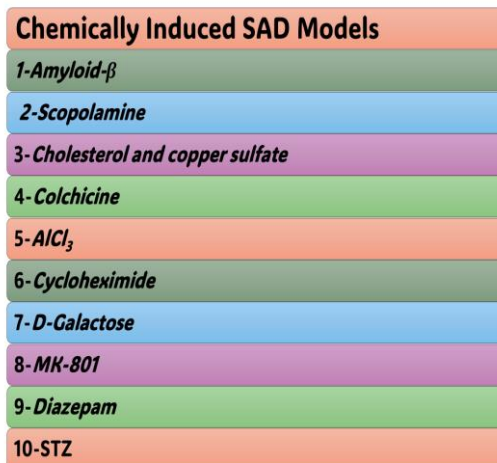 Chemically Induced SAD Models
1-Amyloid-β
2-Scopolamine
3-Cholesterol and copper sulfate
4-Colchicine
5-AlCl₃
6-Cycloheximide
7-D-Galactose
8-MK-801
9-Diazepam
10-STZ